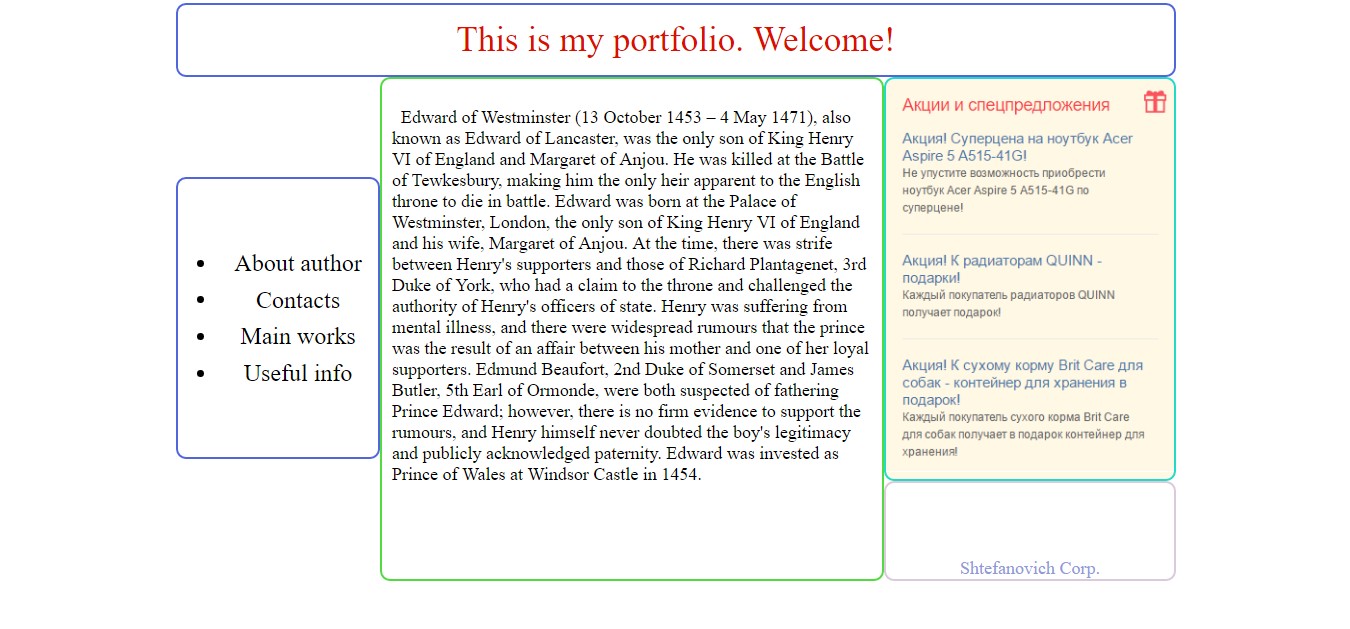 This is my portfolio. Welcome!
About author
Contacts
Main works
Useful info
Edward of Westminster (13 October 1453 – 4 May 1471), also
known as Edward of Lancaster, was the only son of King Henry
VI of England and Margaret of Anjou. He was killed at the Battle
of Tewkesbury, making him the only heir apparent to the English
throne to die in battle. Edward was born at the Palace of
Westminster, London, the only son of King Henry VI of England
and his wife, Margaret of Anjou. At the time, there was strife
between Henry's supporters and those of Richard Plantagenet, 3rd
Duke of York, who had a claim to the throne and challenged the
authority of Henry's officers of state. Henry was suffering from
mental illness, and there were widespread rumours that the prince
was the result of an affair between his mother and one of her loyal
supporters. Edmund Beaufort, 2nd Duke of Somerset and James
Butler, 5th Earl of Ormonde, were both suspected of fathering
Prince Edward; however, there is no firm evidence to support the
rumours, and Henry himself never doubted the boy's legitimacy
and publicly acknowledged paternity. Edward was invested as
Prince of Wales at Windsor Castle in 1454.
Акции и спецпредложения
Акция! Суперцена на ноутбук Acer
Aspire 5 A515-41G!
Не упустите возможность приобрести
ноутбук Acer Aspire 5 A515-41G по
суперцене!
Акция! К радиаторам QUINN -
подарки!
Каждый покупатель радиаторов QUINN
получает подарок!
Акция! К сухому корму Brit Care для
собак - контейнер для хранения в
подарок!
Каждый покупатель сухого корма Brit Care
для собак получает в подарок контейнер для
хранения!
Shtefanovich Corp.